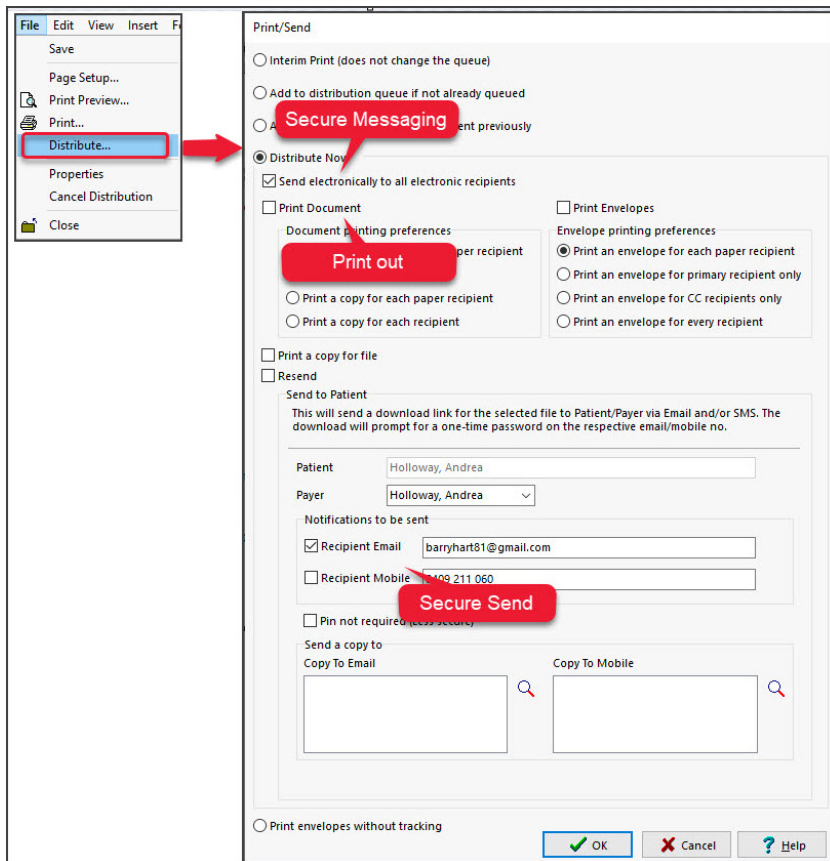 File Edit View Insert
Save
Page Setup...
Print Preview...
Print...
Distribute...
Properties
Cancel Distribution
Close
Print/Send
Interim Print (does not change the queue)
Add to distribution queue if not already queued
Secure Messaging
previously
Distribute Now
Send electronically to all electronic recipients
Print Document
Print Envelopes
Document printing preferences
Envelope printing preferences
recipient
Print an envelope for each paper recipient
Print out
Print an envelope for primary recipient only
Print a copy for each paper recipient
Print an envelope for CC recipients only
Print a copy for each recipient
Print an envelope for every recipient
Print a copy for file
Resend
Send to Patient
This will send a download link for the selected file to Patient/Payer via Email and/or SMS. The
download will prompt for a one-time password on the respective email/mobile no.
Patient Holloway, Andrea
Payer Holloway, Andrea
Notifications to be sent
Recipient Email barryhart81@gmail.com
Recipient Mobile 211 060
Secure Send
Pin not required
Send a copy to
Copy To Email
Copy To Mobile
Print envelopes without tracking
OK Cancel Help